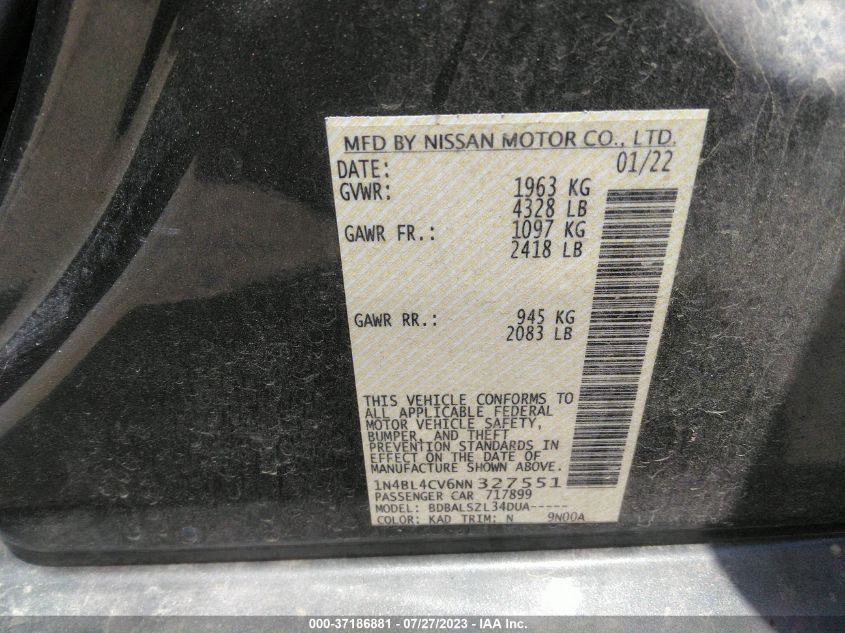 MFD BY NISSAN MOTOR CO., LTD.
DATE: 01/22
GVWR: 1963 KG
4328 LB
GAWR FR.: 1097 KG
2418 LB
GAWR RR.: 945 KG
2083 LB
THIS VEHICLE CONFORMS TO
ALL APPLICABLE FEDERAL
MOTOR VEHICLE SAFETY,
BUMPER, AND THEFT
PREVENTION STANDARDS IN
EFFECT ON THE DATE OF
MANUFACTURE SHOWN ABOVE.
1N4BL4CV6NN 327551
PASSENGER CAR 717899
MODEL: BDBALSZL34DUA-----
COLOR: KAD TRIM: N 9N00A
000-37186881 - 07/27/2023 - IAA Inc.